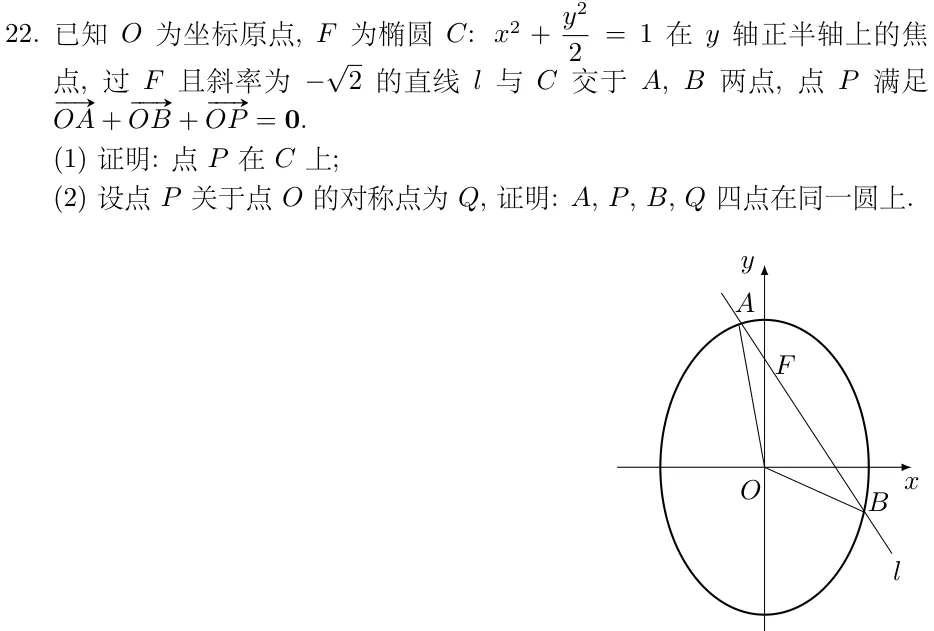 22. 已知 O 为坐标原点, F 为椭圆 C: x² + y²/2 = 1 在 y 轴正半轴上的焦
点, 过 F 且斜率为 −√2 的直线 l 与 C 交于 A, B 两点, 点 P 满足
\overrightarrow{OA} + \overrightarrow{OB} + \overrightarrow{OP} = 0.
(1) 证明: 点 P 在 C 上;
(2) 设点 P 关于点 O 的对称点为 Q, 证明: A, P, B, Q 四点在同一圆上.
y
A
F
O
x
B
l